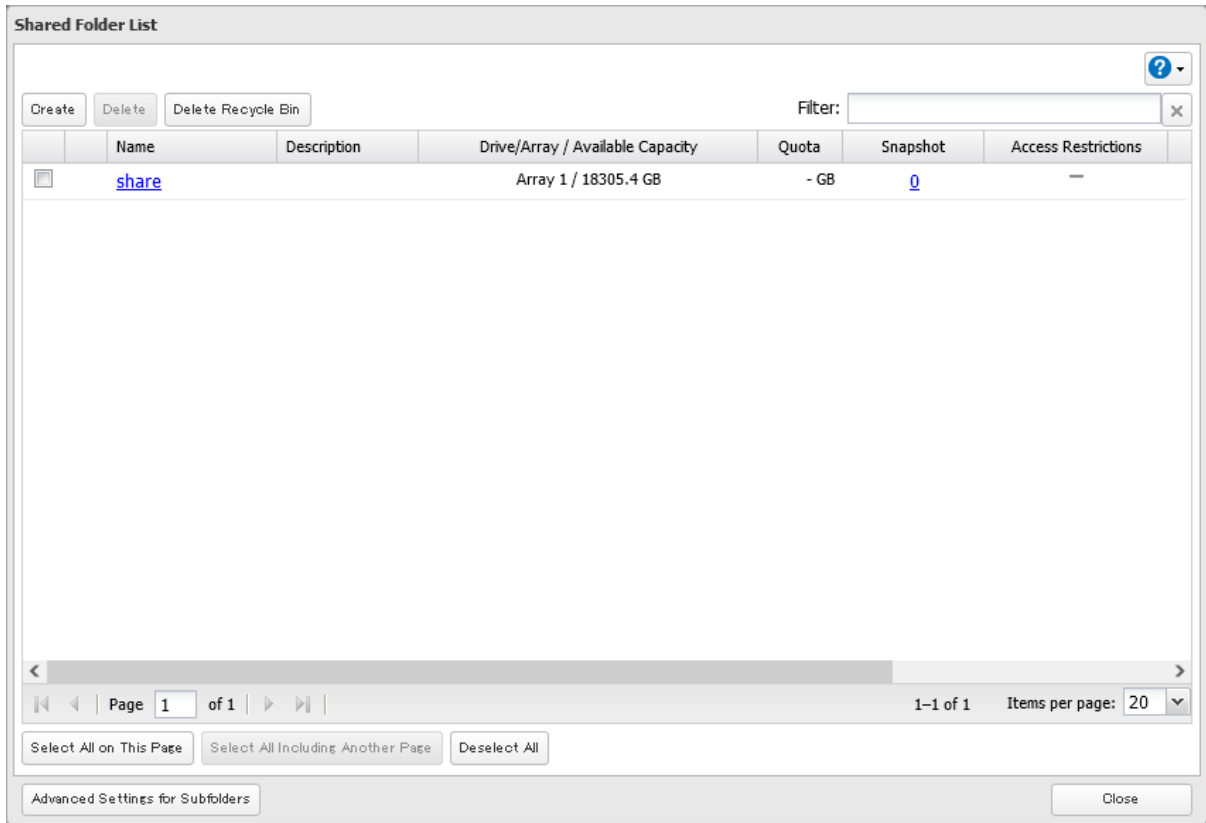 Shared Folder List
Create Delete Delete Recycle Bin Filter:
Name Description Drive/Array / Available Capacity Quota Snapshot Access Restrictions
share Array 1 / 18305.4 GB - GB 0 —
Page 1 of 1 1–1 of 1 Items per page: 20
Select All on This Page Select All Including Another Page Deselect All
Advanced Settings for Subfolders Close